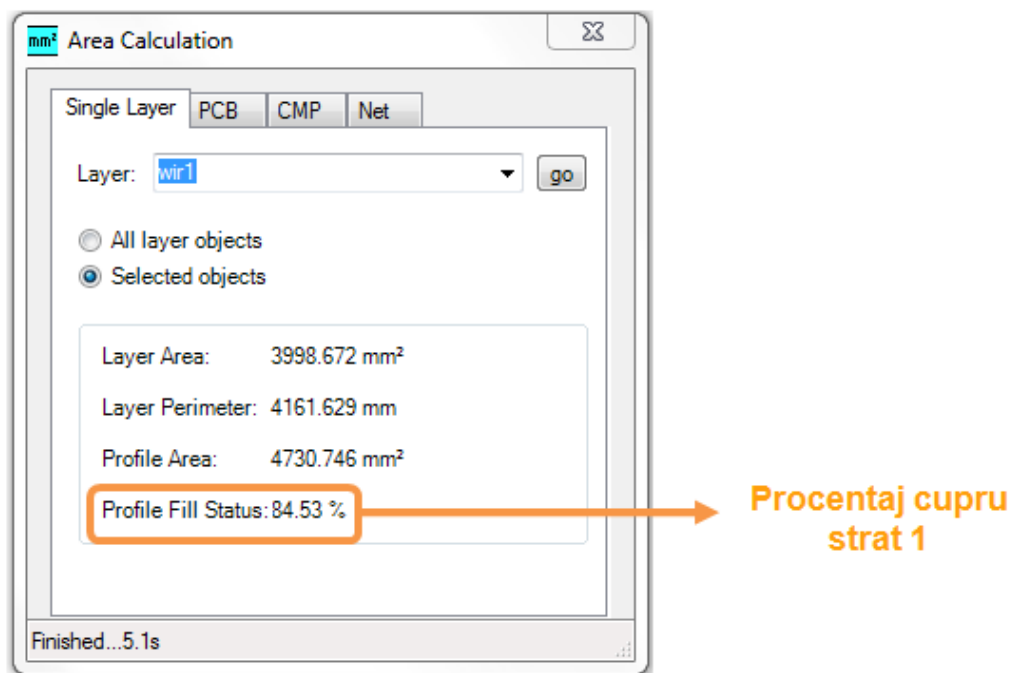 mm² Area Calculation
Single Layer PCB CMP Net
Layer: wir1 go
All layer objects
Selected objects
Layer Area: 3998.672 mm²
Layer Perimeter: 4161.629 mm
Profile Area: 4730.746 mm²
Profile Fill Status: 84.53 %
Procentaj cupru
strat 1
Finished...5.1s